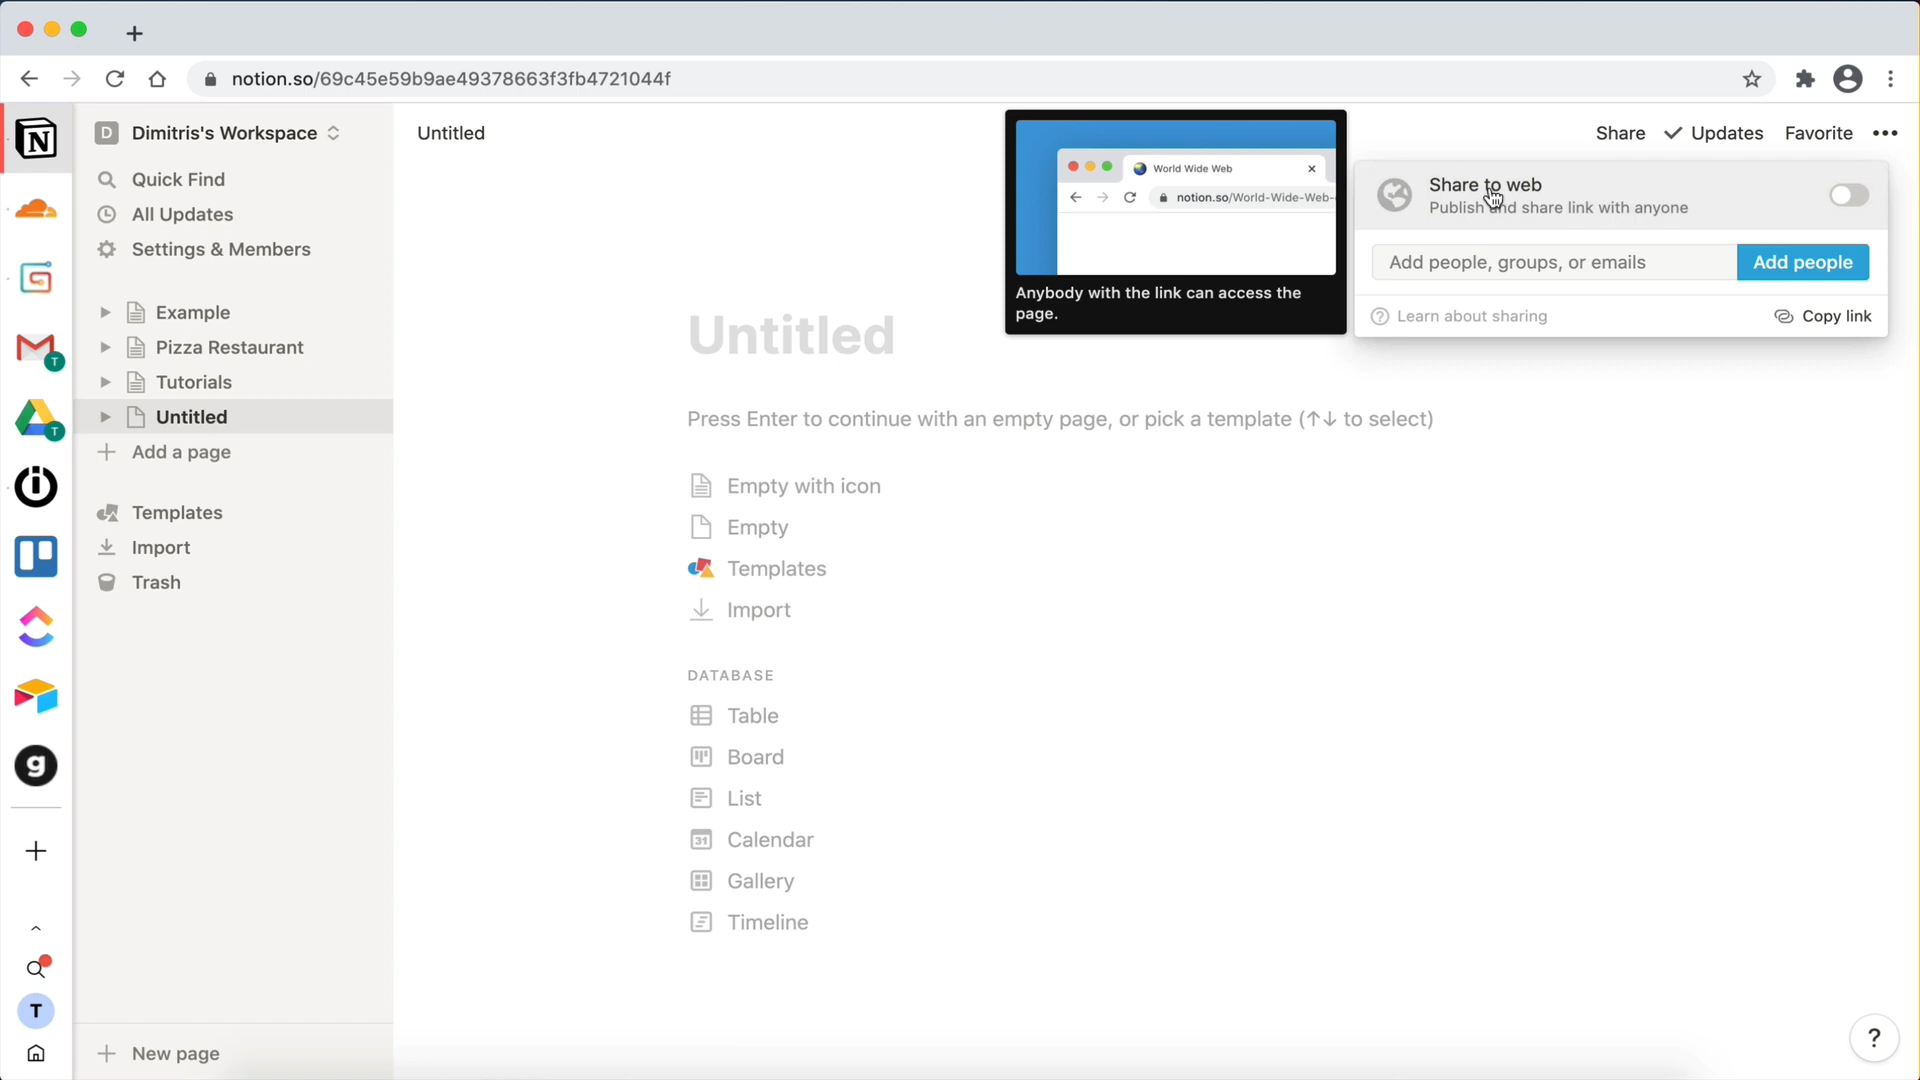 notion.so/69c45e59b9ae49378663f3fb4721044f
D Dimitris's Workspace
Quick Find
All Updates
Settings & Members
Example
Pizza Restaurant
Tutorials
Untitled
Add a page
Templates
Import
Trash
New page
T
T
g
T
Untitled
Share
Updates
Favorite
World Wide Web
notion.so/World-Wide-Web-
Anybody with the link can access the
page.
Share to web
Publish and share link with anyone
Add people, groups, or emails
Add people
Learn about sharing
Copy link
Untitled
Press Enter to continue with an empty page, or pick a template (↑↓ to select)
Empty with icon
Empty
Templates
Import
DATABASE
Table
Board
List
31 Calendar
Gallery
Timeline
?